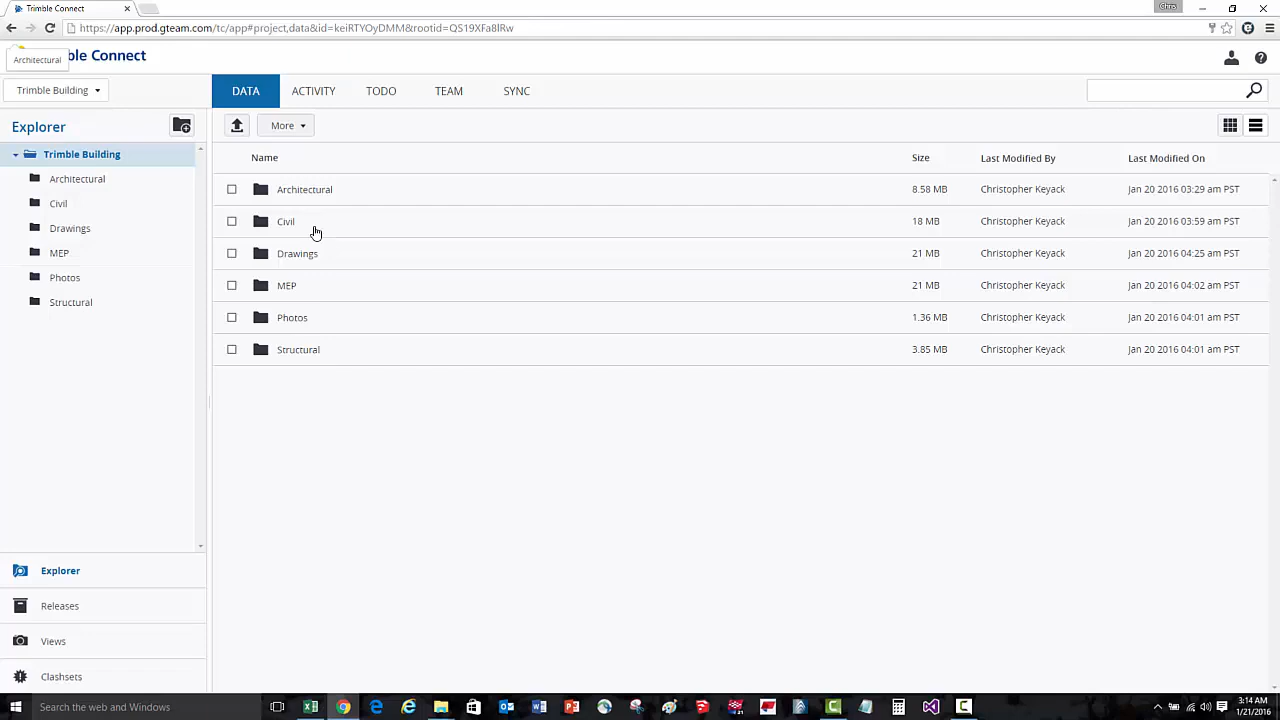 Trimble Connect
Chris
https://app.prod.gteam.com/tc/app#project,data&id=keiRTYOyDMM&rootid=QS19XFa8lRw
Architectural
ble Connect
Trimble Building
DATA ACTIVITY TODO TEAM SYNC
Explorer
More
Trimble Building
Architectural
Civil
Drawings
MEP
Photos
Structural
Name Size Last Modified By Last Modified On
Architectural 8.58 MB Christopher Keyack Jan 20 2016 03:29 am PST
Civil 18 MB Christopher Keyack Jan 20 2016 03:59 am PST
Drawings 21 MB Christopher Keyack Jan 20 2016 04:25 am PST
MEP 21 MB Christopher Keyack Jan 20 2016 04:02 am PST
Photos 1.36 MB Christopher Keyack Jan 20 2016 04:01 am PST
Structural 3.85 MB Christopher Keyack Jan 20 2016 04:01 am PST
Explorer
Releases
Views
Clashsets
Search the web and Windows
3:14 AM
1/21/2016